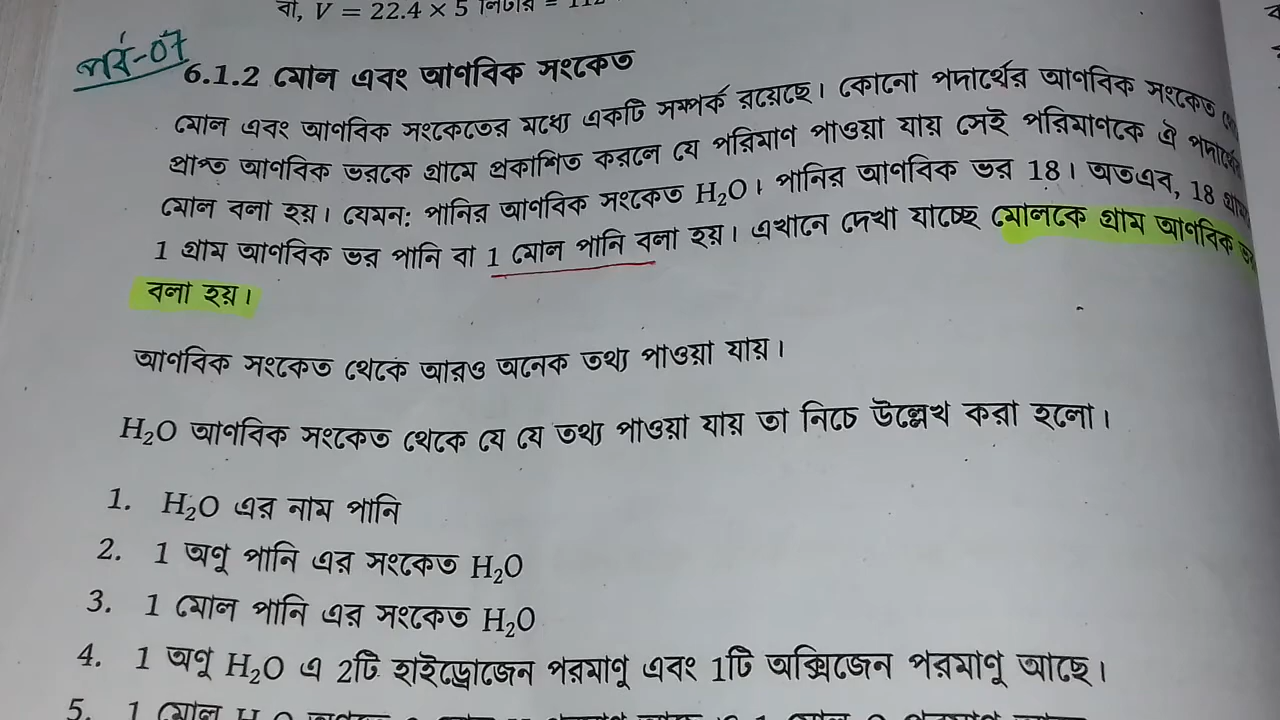 বা, V = 22.4 × 5 লিটার = 112
পর্ব-07
6.1.2 মোল এবং আণবিক সংকেত
মোল এবং আণবিক সংকেতের মধ্যে একটি সম্পর্ক রয়েছে। কোনো পদার্থের আণবিক সংকেত
প্রাপ্ত আণবিক ভরকে গ্রামে প্রকাশিত করলে যে পরিমাণ পাওয়া যায় সেই পরিমাণকে ঐ পদার্থের
মোল বলা হয়। যেমন: পানির আণবিক সংকেত H₂O। পানির আণবিক ভর 18। অতএব, 18 গ্রাম
1 গ্রাম আণবিক ভর পানি বা 1 মোল পানি বলা হয়। এখানে দেখা যাচ্ছে মোলকে গ্রাম আণবিক ভর
বলা হয়।
আণবিক সংকেত থেকে আরও অনেক তথ্য পাওয়া যায়।
H₂O আণবিক সংকেত থেকে যে যে তথ্য পাওয়া যায় তা নিচে উল্লেখ করা হলো।
1. H₂O এর নাম পানি
2. 1 অণু পানি এর সংকেত H₂O
3. 1 মোল পানি এর সংকেত H₂O
4. 1 অণু H₂O এ 2টি হাইড্রোজেন পরমাণু এবং 1টি অক্সিজেন পরমাণু আছে।
5. 1 মোল